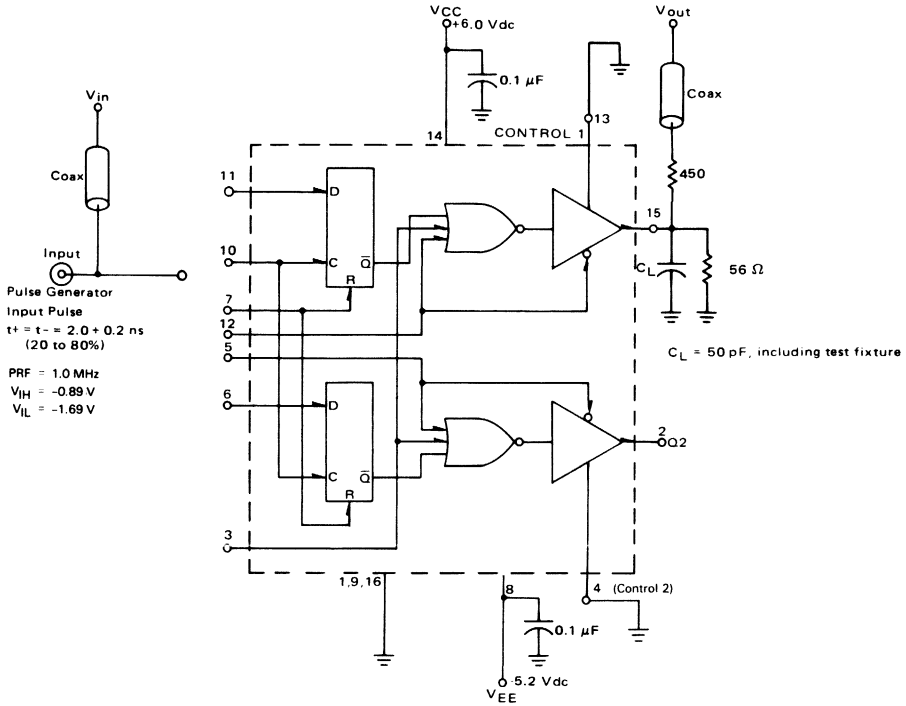 VCC
+6.0 Vdc
0.1 µF
Vout
Coax
450
Vin
Coax
Input
Pulse Generator
Input Pulse
t+ = t- = 2.0 + 0.2 ns
(20 to 80%)
PRF = 1.0 MHz
VIH = -0.89 V
VIL = -1.69 V
14
CONTROL 1
13
11
D
10
C
Q̅
R
7
12
5
6
D
C
Q̅
R
3
15
CL
56 Ω
CL = 50 pF, including test fixture
2
Q2
1,9,16
8
4 (Control 2)
0.1 µF
-5.2 Vdc
VEE